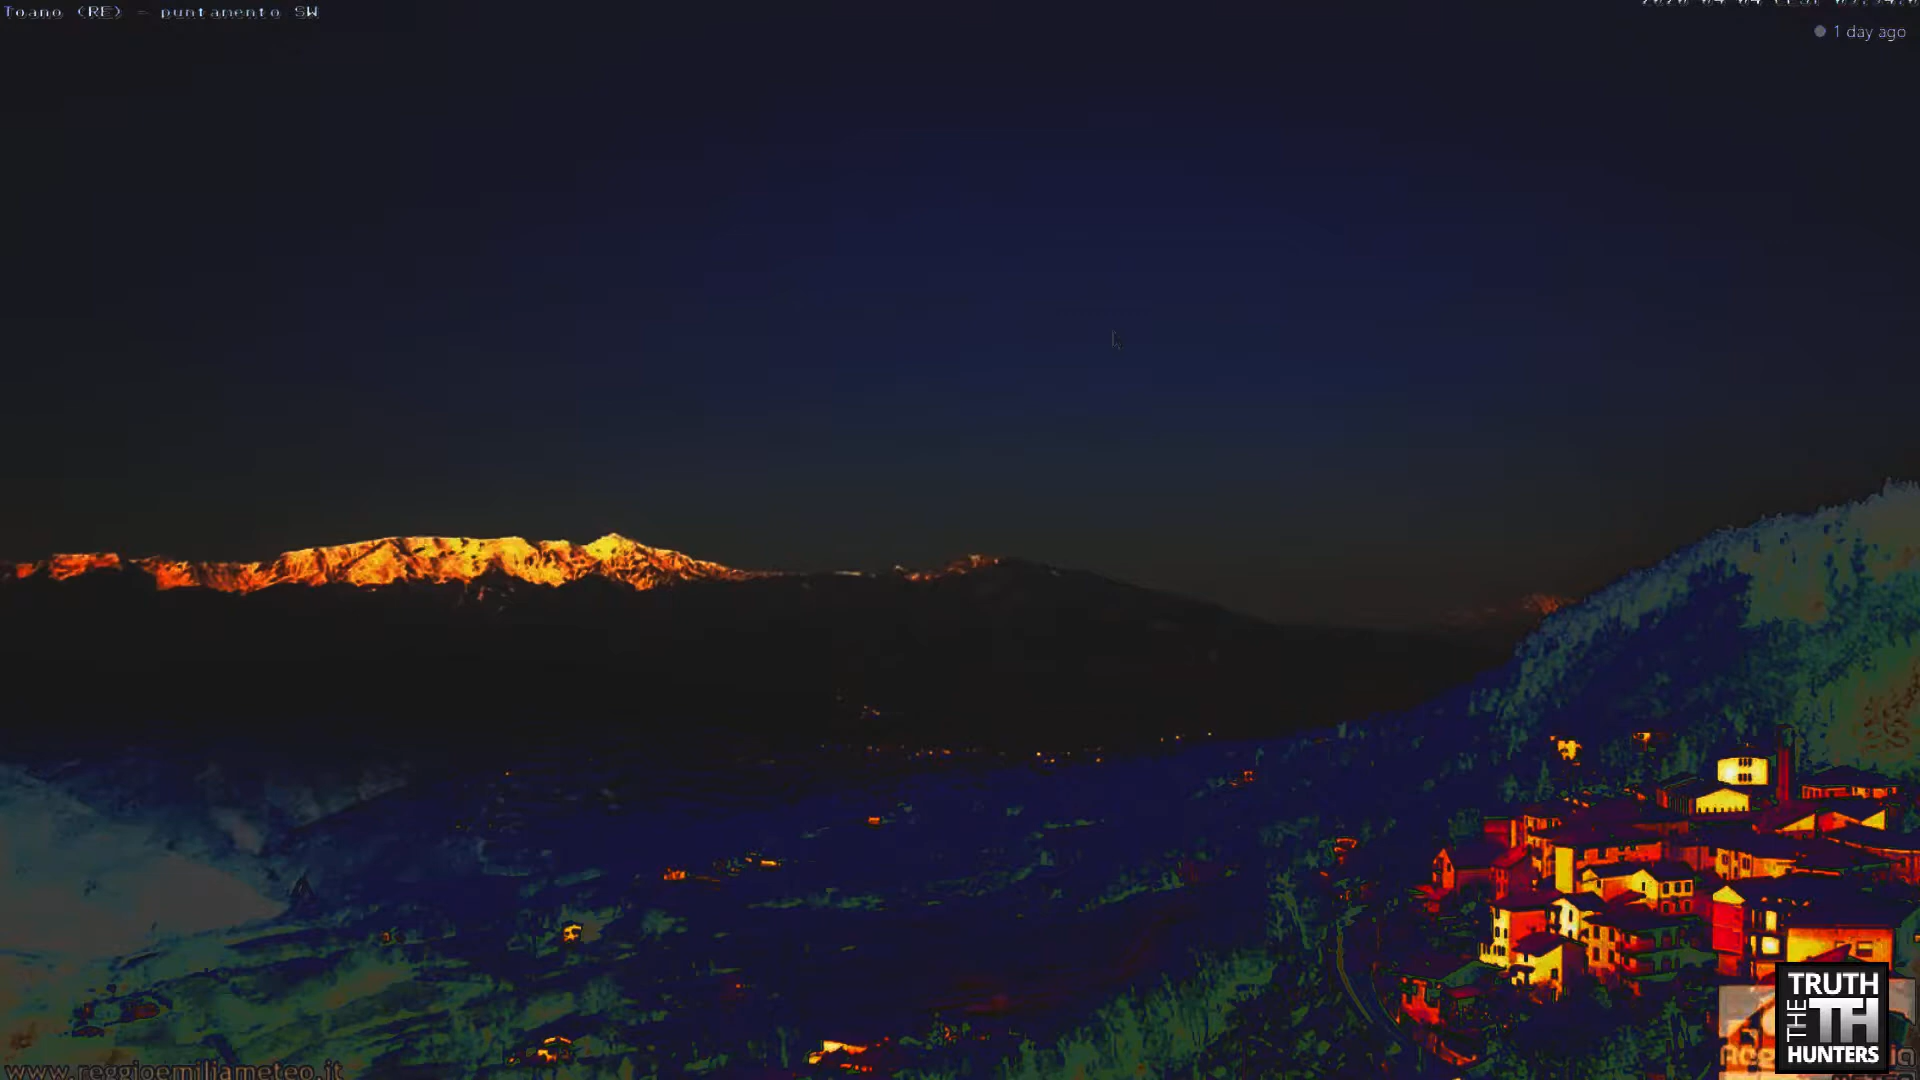 Toano (RE) - puntamento SW
1 day ago
www.reggioemiliameteo.it
THE
TRUTH
TH
HUNTERS